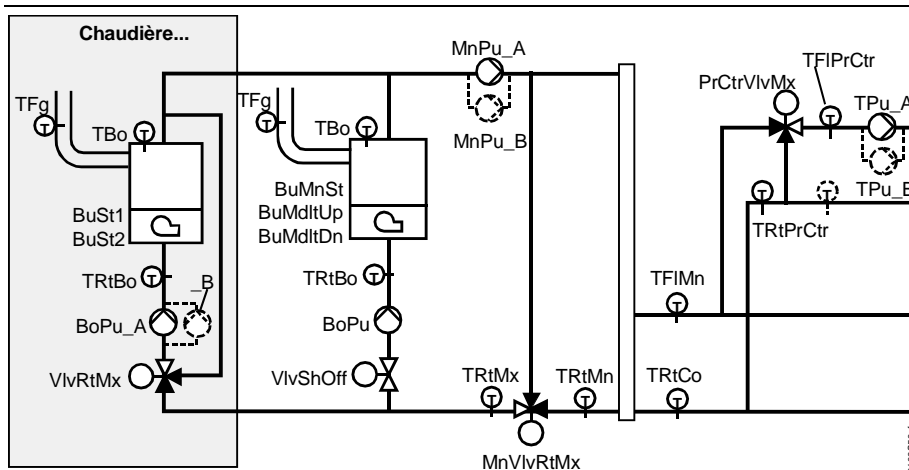 Chaudière...
TFg
TBo
BuSt1
BuSt2
TRtBo
_B
BoPu_A
VlvRtMx
TFg
TBo
BuMnSt
BuMdltUp
BuMdltDn
TRtBo
BoPu
VlvShOff
MnPu_A
MnPu_B
TRtMx
TRtMn
MnVlvRtMx
TFlMn
TRtCo
PrCtrVlvMx
TFlPrCtr
TPu_A
TPu_B
TRtPrCtr
T
T
T
T
T
T
T
T
T
T
T
T
T